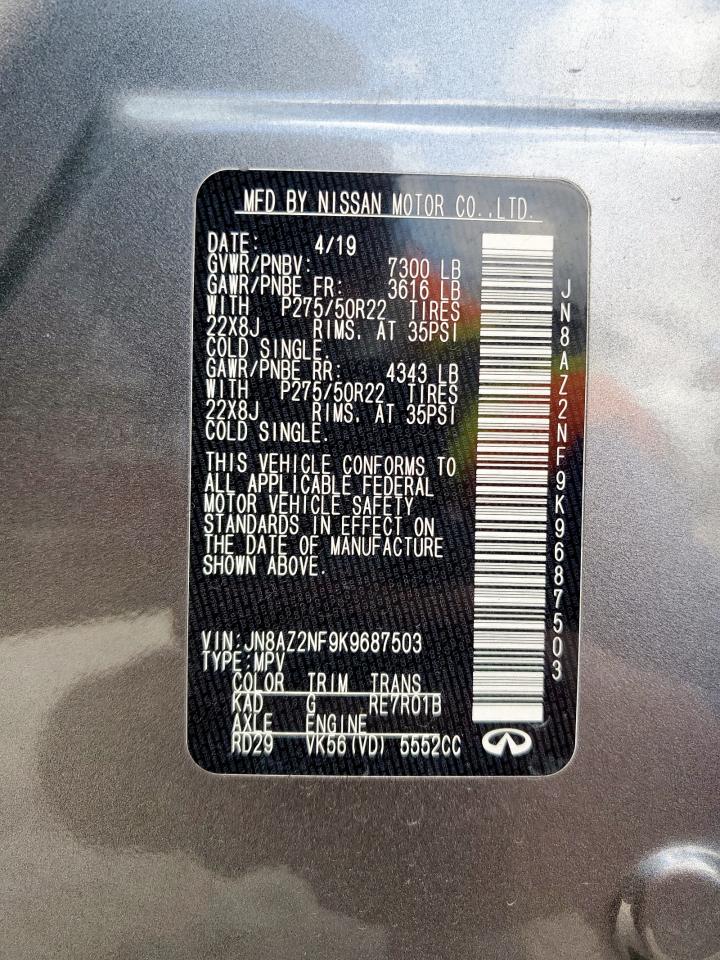 MFD BY NISSAN MOTOR CO.,LTD.
DATE: 4/19
GVWR/PNBV: 7300 LB
GAWR/PNBE FR: 3616 LB
WITH P275/50R22 TIRES
22X8J RIMS, AT 35PSI
COLD SINGLE.
GAWR/PNBE RR: 4343 LB
WITH P275/50R22 TIRES
22X8J RIMS, AT 35PSI
COLD SINGLE.
THIS VEHICLE CONFORMS TO
ALL APPLICABLE FEDERAL
MOTOR VEHICLE SAFETY
STANDARDS IN EFFECT ON
THE DATE OF MANUFACTURE
SHOWN ABOVE.
VIN:JN8AZ2NF9K9687503
TYPE:MPV
COLOR TRIM TRANS
KAD G RE7R01B
AXLE ENGINE
RD29 VK56(VD) 5552CC
JN8AZ2NF9K9687503